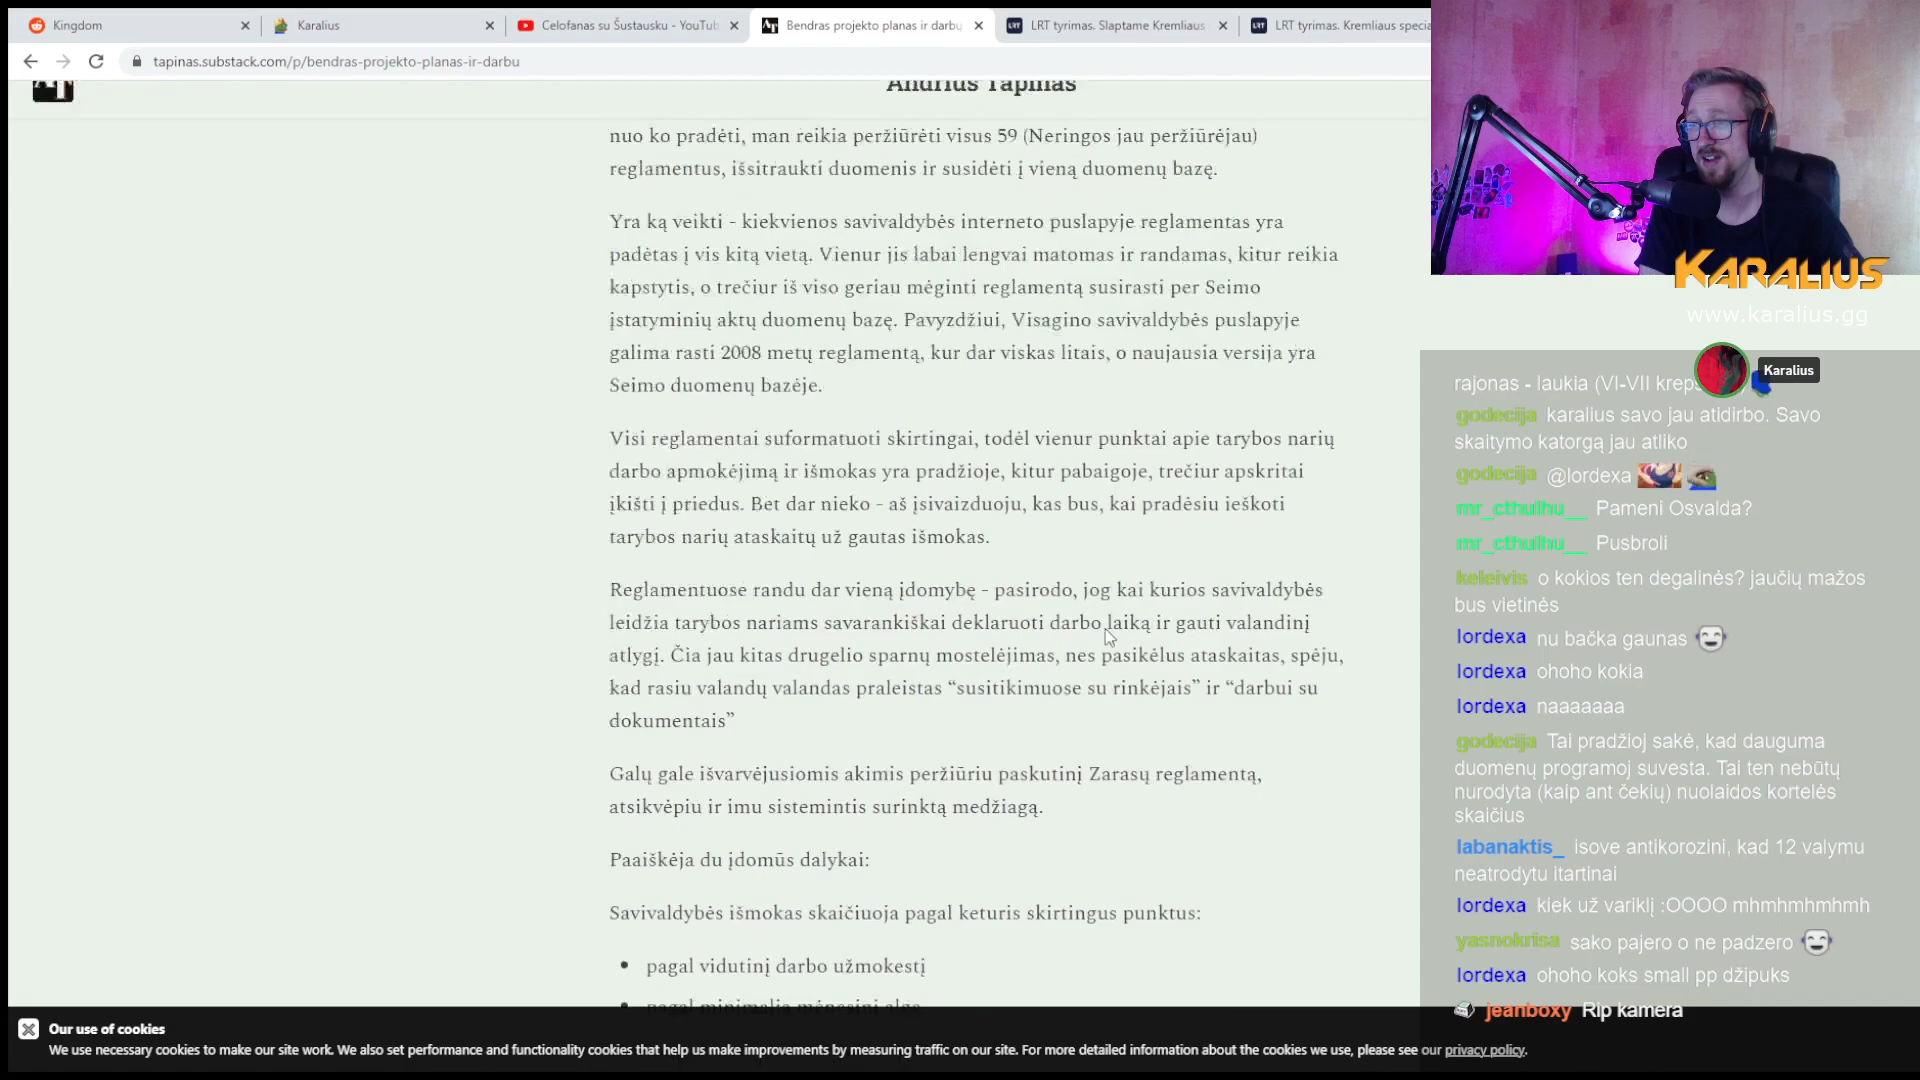 Kingdom
Karalius
Celofanas su Šustausku - YouTub
Bendras projekto planas ir darbų
LRT tyrimas. Slaptame Kremliaus
LRT tyrimas. Kremliaus specia
tapinas.substack.com/p/bendras-projekto-planas-ir-darbu
Andrius Tapinas
nuo ko pradėti, man reikia peržiūrėti visus 59 (Neringos jau peržiūrėjau)
reglamentus, išsitraukti duomenis ir susidėti į vieną duomenų bazę.
Yra ką veikti - kiekvienos savivaldybės interneto puslapyje reglamentas yra
padėtas į vis kitą vietą. Vienur jis labai lengvai matomas ir randamas, kitur reikia
kapstytis, o trečiur iš viso geriau mėginti reglamentą susirasti per Seimo
įstatyminių aktų duomenų bazę. Pavyzdžiui, Visagino savivaldybės puslapyje
galima rasti 2008 metų reglamentą, kur dar viskas litais, o naujausia versija yra
Seimo duomenų bazėje.
Visi reglamentai suformatuoti skirtingai, todėl vienur punktai apie tarybos narių
darbo apmokėjimą ir išmokas yra pradžioje, kitur pabaigoje, trečiur apskritai
įkišti į priedus. Bet dar nieko - aš įsivaizduoju, kas bus, kai pradėsiu ieškoti
tarybos narių ataskaitų už gautas išmokas.
Reglamentuose randu dar vieną įdomybę - pasirodo, jog kai kurios savivaldybės
leidžia tarybos nariams savarankiškai deklaruoti darbo laiką ir gauti valandinį
atlygį. Čia jau kitas drugelio sparnų mostelėjimas, nes pasikėlus ataskaitas, spėju,
kad rasiu valandų valandas praleistas “susitikimuose su rinkėjais” ir “darbui su
dokumentais”
Galų gale išvarvėjusiomis akimis peržiūriu paskutinį Zarasų reglamentą,
atsikvėpiu ir imu sistemintis surinktą medžiagą.
Paaiškėja du įdomūs dalykai:
Savivaldybės išmokas skaičiuoja pagal keturis skirtingus punktus:
• pagal vidutinį darbo užmokestį
• pagal minimalią mėnesinį algą
Our use of cookies
We use necessary cookies to make our site work. We also set performance and functionality cookies that help us make improvements by measuring traffic on our site. For more detailed information about the cookies we use, please see our privacy policy.
KARALIUS
www.karalius.gg
Karalius
rajonas - laukia (VI-VII kreps
godecija karalius savo jau atidirbo. Savo
skaitymo katorgą jau atliko
godecija @lordexa
mr_cthulhu__ Pameni Osvalda?
mr_cthulhu__ Pusbroli
keleivis o kokios ten degalinės? jaučių mažos
bus vietinės
lordexa nu bačka gaunas
lordexa ohoho kokia
lordexa naaaaaaa
godecija Tai pradžioj sakė, kad dauguma
duomenų programoj suvesta. Tai ten nebūtų
nurodyta (kaip ant čekių) nuolaidos kortelės
skaičius
labanaktis_ isove antikorozini, kad 12 valymu
neatrodytu itartinai
lordexa kiek už variklį :OOOO mhmhmhmhmh
yasnokrisa sako pajero o ne padzero
lordexa ohoho koks small pp džipuks
jeanboxy Rip kamera